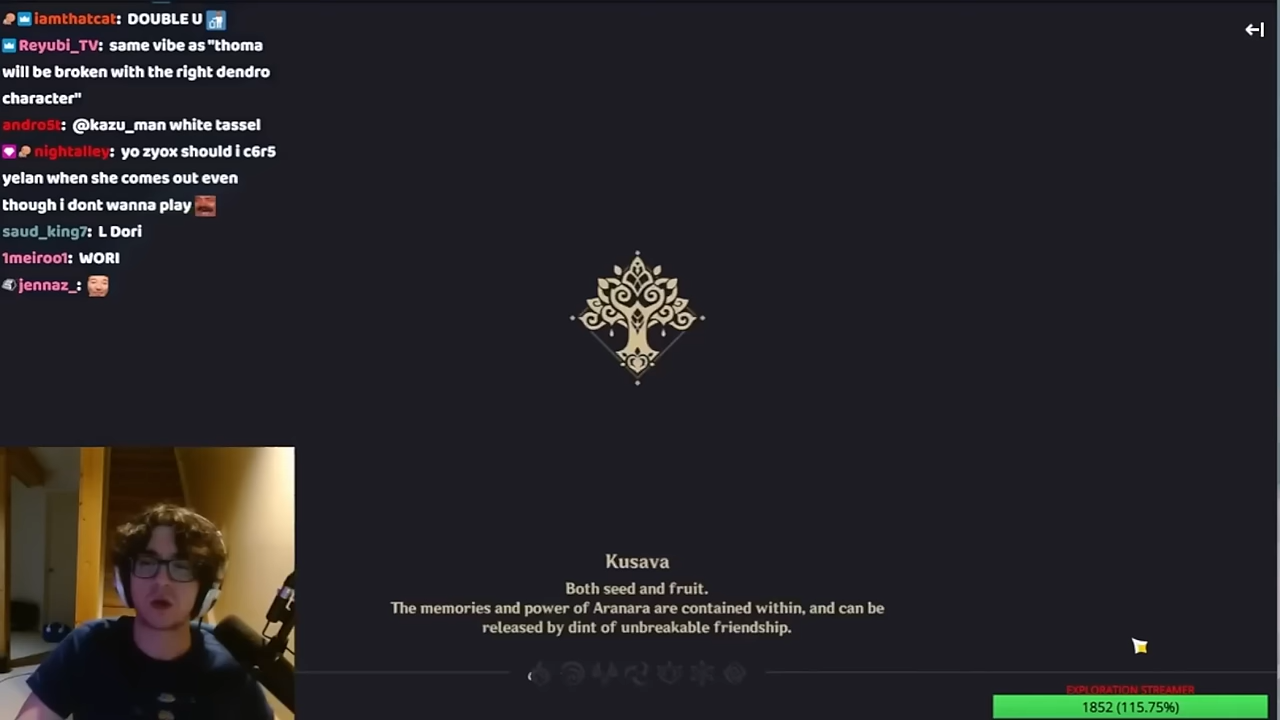 iamthatcat: DOUBLE U
Reyubi_TV: same vibe as "thoma
will be broken with the right dendro
character"
andro5t: @kazu_man white tassel
nightalley: yo zyox should i c6r5
yelan when she comes out even
though i dont wanna play
saud_king7: L Dori
1meiroo1: WORI
jennaz_:
Kusava
Both seed and fruit.
The memories and power of Aranara are contained within, and can be
released by dint of unbreakable friendship.
EXPLORATION STREAMER
1852 (115.75%)